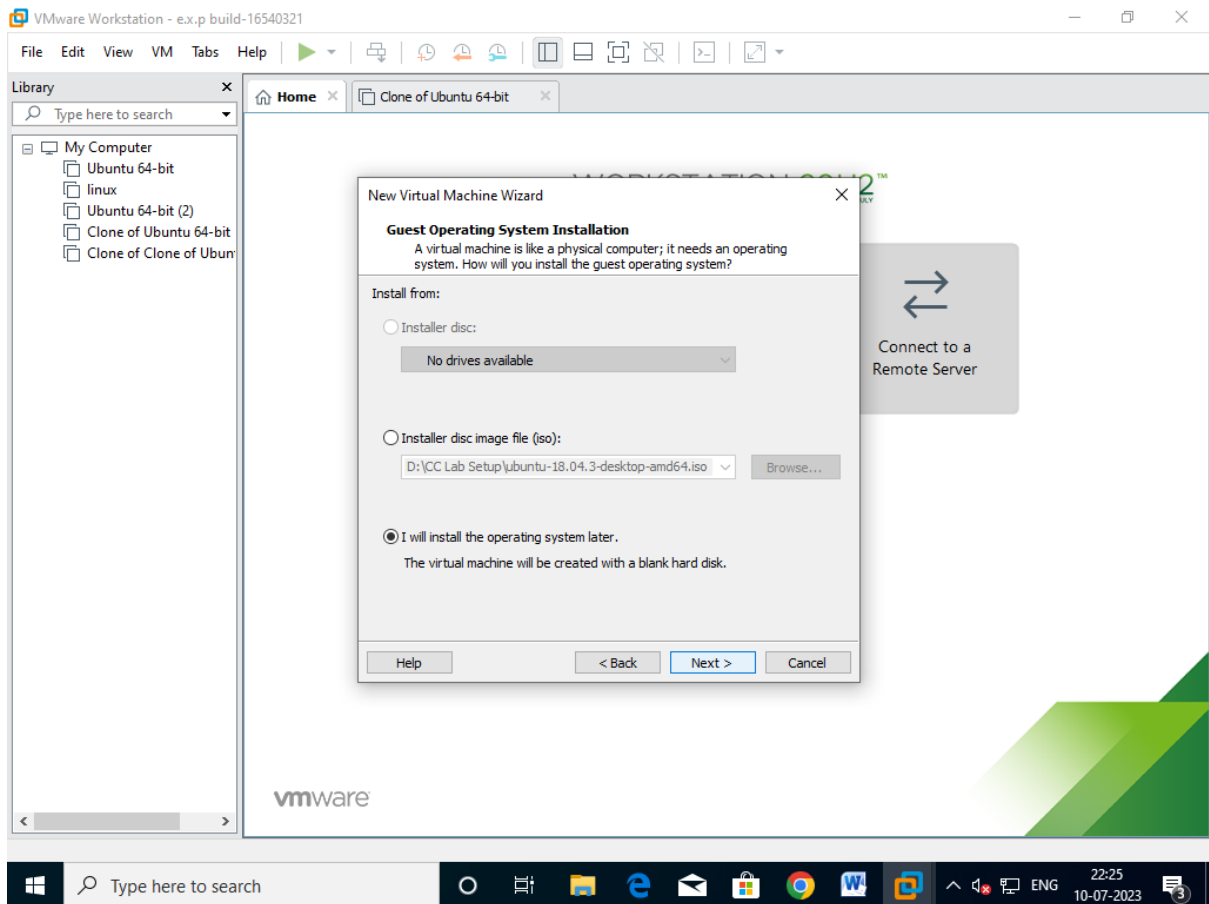 VMware Workstation - e.x.p build-16540321
File Edit View VM Tabs Help
Library
Type here to search
My Computer
Ubuntu 64-bit
linux
Ubuntu 64-bit (2)
Clone of Ubuntu 64-bit
Clone of Clone of Ubun
Home
Clone of Ubuntu 64-bit
New Virtual Machine Wizard
Guest Operating System Installation
A virtual machine is like a physical computer; it needs an operating
system. How will you install the guest operating system?
Install from:
Installer disc:
No drives available
Installer disc image file (iso):
D:\CC Lab Setup\ubuntu-18.04.3-desktop-amd64.iso
Browse...
I will install the operating system later.
The virtual machine will be created with a blank hard disk.
Help < Back Next > Cancel
Connect to a
Remote Server
vmware
Type here to search
ENG
22:25
10-07-2023
3